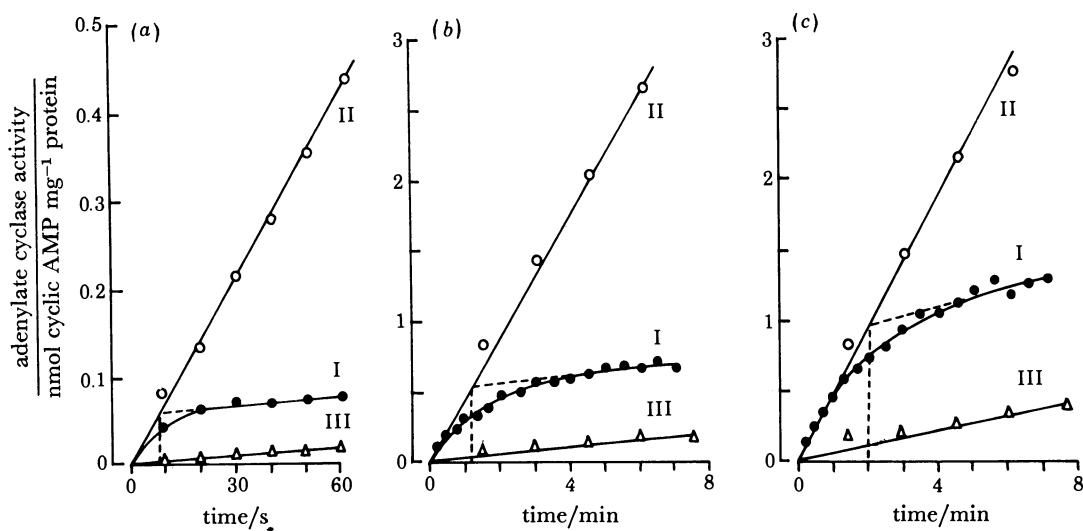 adenylate cyclase activity
nmol cyclic AMP mg⁻¹ protein
(a)
0.5
0.4
0.3
0.2
0.1
0
II
I
III
0 30 60
time/s
(b)
3
2
1
0
II
I
III
0 4 8
time/min
(c)
3
2
1
0
II
I
III
0 4 8
time/min